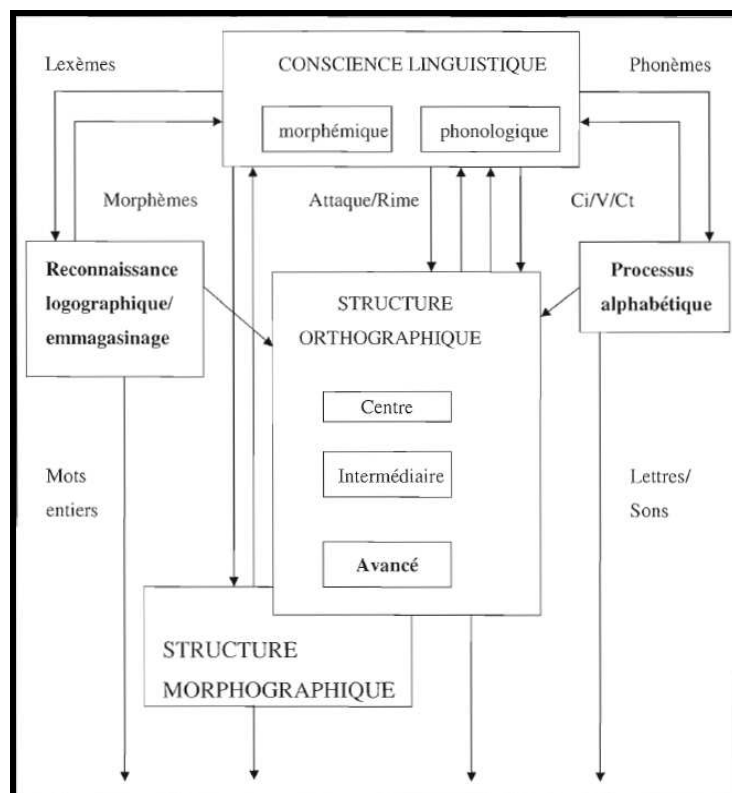 Lexèmes
CONSCIENCE LINGUISTIQUE
Phonèmes
morphémique
phonologique
Morphèmes
Attaque/Rime
Ci/V/Ct
Reconnaissance
logographique/
emmagasinage
STRUCTURE
ORTHOGRAPHIQUE
Processus
alphabétique
Centre
Intermédiaire
Avancé
Mots
entiers
Lettres/
Sons
STRUCTURE
MORPHOGRAPHIQUE